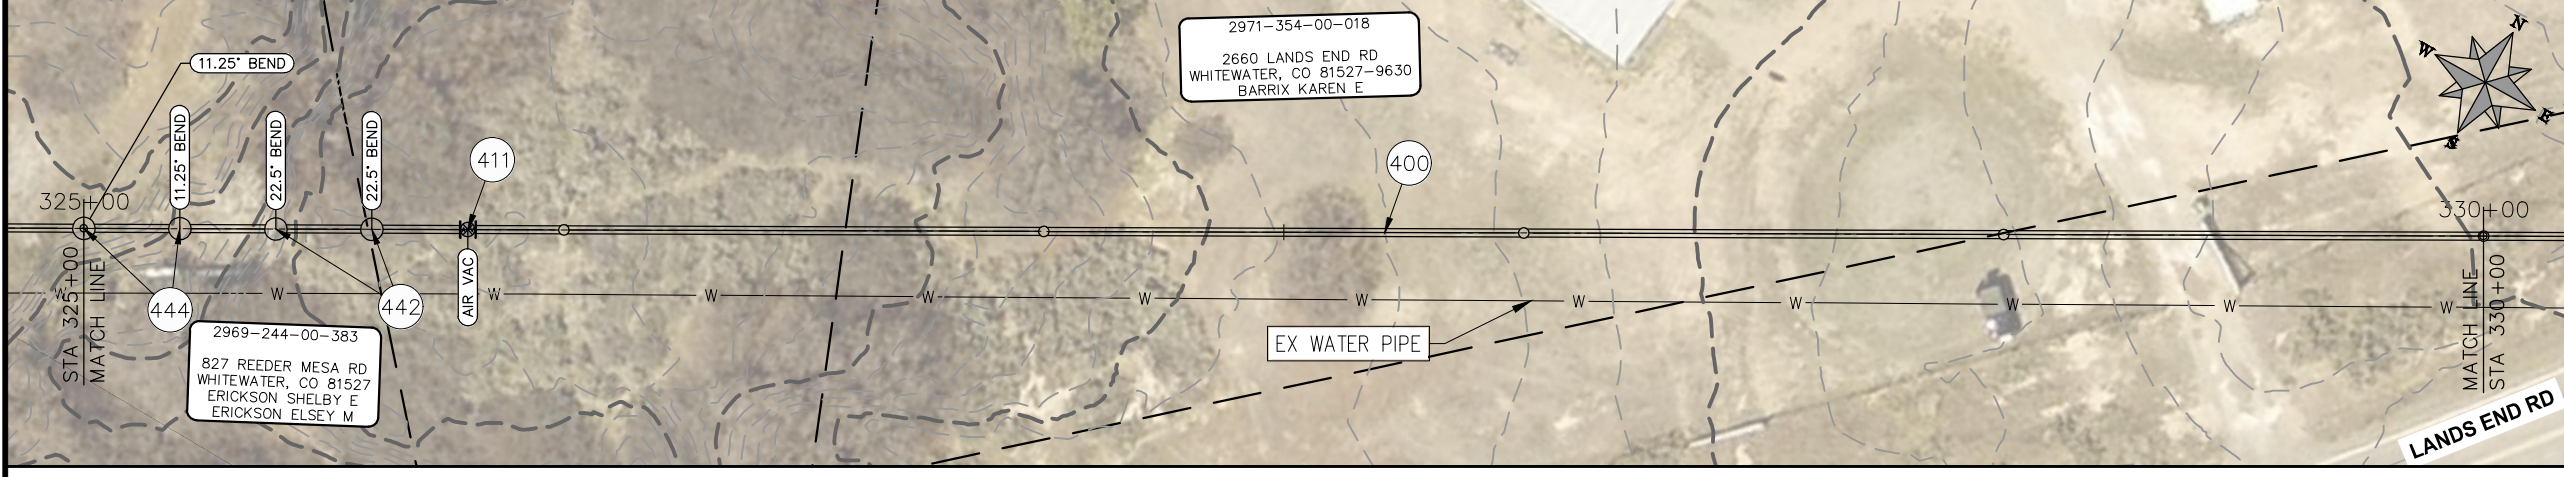 2971-354-00-018
2660 LANDS END RD
WHITEWATER, CO 81527-9630
BARRIX KAREN E
N
W
E
S
11.25° BEND
11.25° BEND
22.5° BEND
22.5° BEND
411
400
325+00
330+00
STA 325+00
MATCH LINE
AIR VAC
W
W
W
W
W
W
W
W
W
W
W
W
444
442
2969-244-00-383
827 REEDER MESA RD
WHITEWATER, CO 81527
ERICKSON SHELBY E
ERICKSON ELSEY M
EX WATER PIPE
MATCH LINE
STA 330+00
LANDS END RD